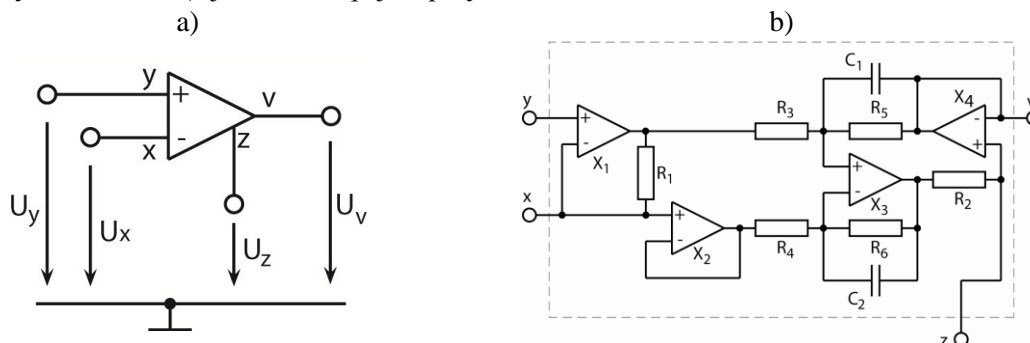 a)
b)
y
+
v
z
-
x
U_y
U_x
U_z
U_v
y
+
-
X_1
x
R_1
+
-
X_2
R_3
R_4
C_1
R_5
X_4
-
+
+
-
X_3
R_2
R_6
C_2
z